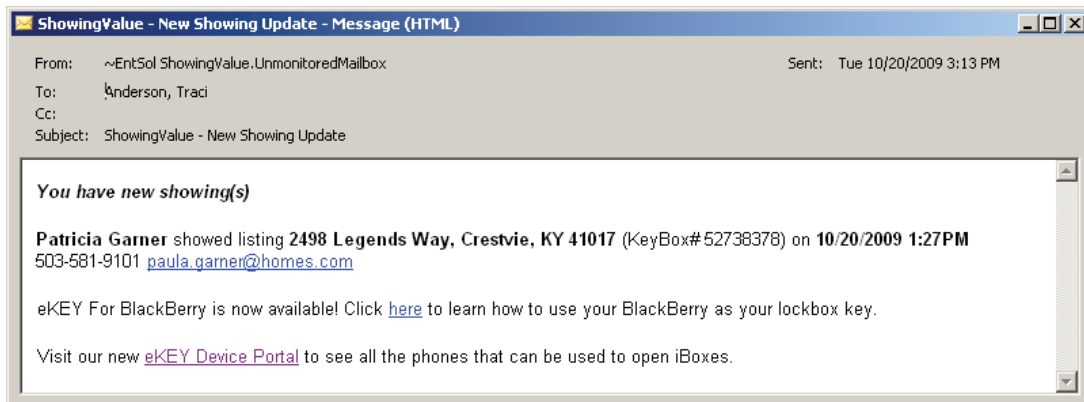 ShowingValue - New Showing Update - Message (HTML)
From: ~EntSol ShowingValue.UnmonitoredMailbox Sent: Tue 10/20/2009 3:13 PM
To: Anderson, Traci
Cc:
Subject: ShowingValue - New Showing Update
You have new showing(s)
Patricia Garner showed listing 2498 Legends Way, Crestvie, KY 41017 (KeyBox# 52738378) on 10/20/2009 1:27PM
503-581-9101 paula.garner@homes.com
eKEY For BlackBerry is now available! Click here to learn how to use your BlackBerry as your lockbox key.
Visit our new eKEY Device Portal to see all the phones that can be used to open iBoxes.